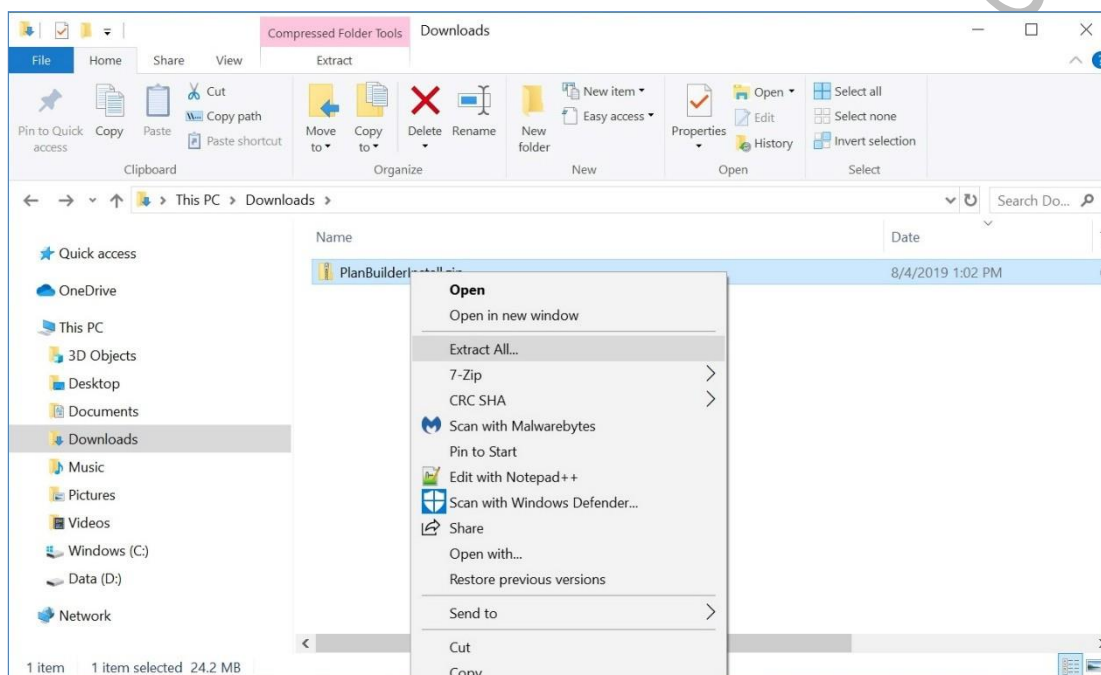 Compressed Folder Tools Downloads
File Home Share View Extract
Pin to Quick access
Copy
Paste
Cut
Copy path
Paste shortcut
Clipboard
Move to
Copy to
Delete
Rename
Organize
New folder
New item
Easy access
New
Properties
Open
Edit
History
Open
Select all
Select none
Invert selection
Select
This PC > Downloads >
Search Do...
Name Date
PlanBuilderInstall.zip 8/4/2019 1:02 PM
Quick access
OneDrive
This PC
3D Objects
Desktop
Documents
Downloads
Music
Pictures
Videos
Windows (C:)
Data (D:)
Network
Open
Open in new window
Extract All...
7-Zip
CRC SHA
Scan with Malwarebytes
Pin to Start
Edit with Notepad++
Scan with Windows Defender...
Share
Open with...
Restore previous versions
Send to
Cut
Copy
1 item 1 item selected 24.2 MB